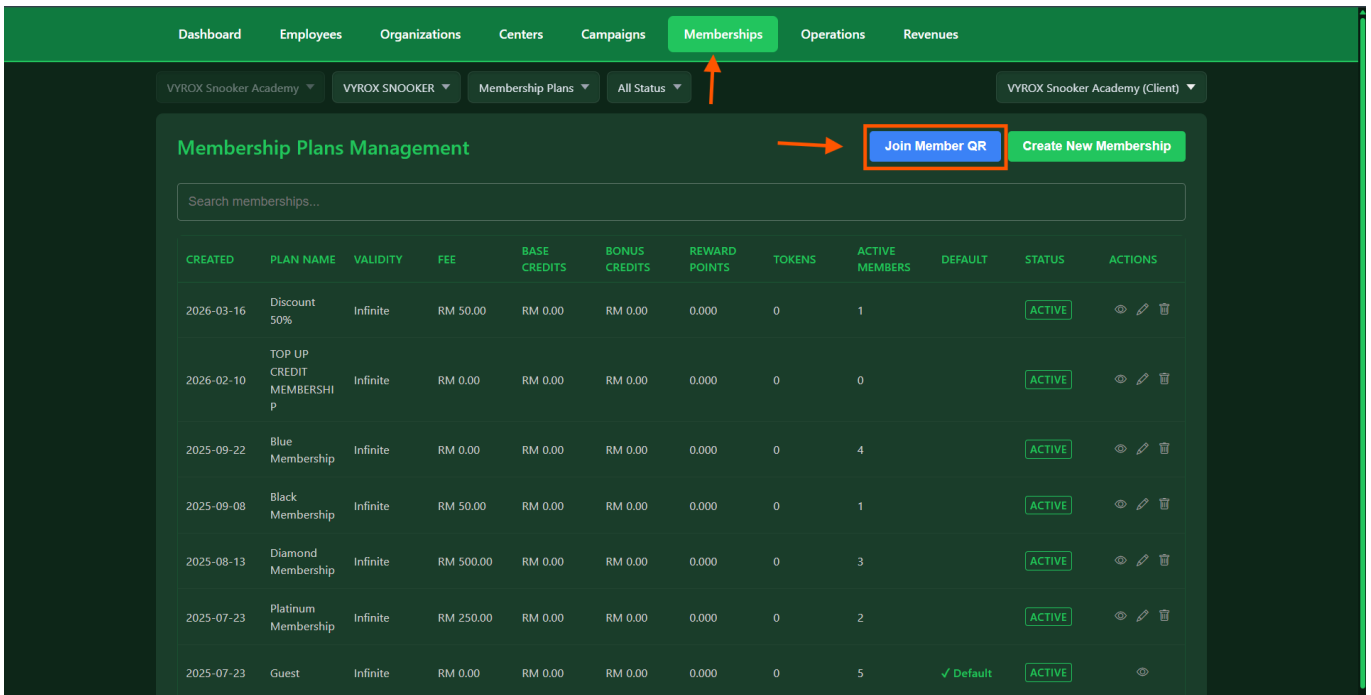 Dashboard Employees Organizations Centers Campaigns Memberships Operations Revenues
VYROX Snooker Academy VYROX SNOOKER Membership Plans All Status VYROX Snooker Academy (Client)
Membership Plans Management Join Member QR Create New Membership
Search memberships...
CREATED PLAN NAME VALIDITY FEE BASE CREDITS BONUS CREDITS REWARD POINTS TOKENS ACTIVE MEMBERS DEFAULT STATUS ACTIONS
2026-03-16 Discount 50% Infinite RM 50.00 RM 0.00 RM 0.00 0.000 0 1 ACTIVE
2026-02-10 TOP UP CREDIT MEMBERSHIP Infinite RM 0.00 RM 0.00 RM 0.00 0.000 0 0 ACTIVE
2025-09-22 Blue Membership Infinite RM 0.00 RM 0.00 RM 0.00 0.000 0 4 ACTIVE
2025-09-08 Black Membership Infinite RM 50.00 RM 0.00 RM 0.00 0.000 0 1 ACTIVE
2025-08-13 Diamond Membership Infinite RM 500.00 RM 0.00 RM 0.00 0.000 0 3 ACTIVE
2025-07-23 Platinum Membership Infinite RM 250.00 RM 0.00 RM 0.00 0.000 0 2 ACTIVE
2025-07-23 Guest Infinite RM 0.00 RM 0.00 RM 0.00 0.000 0 5 ✓ Default ACTIVE